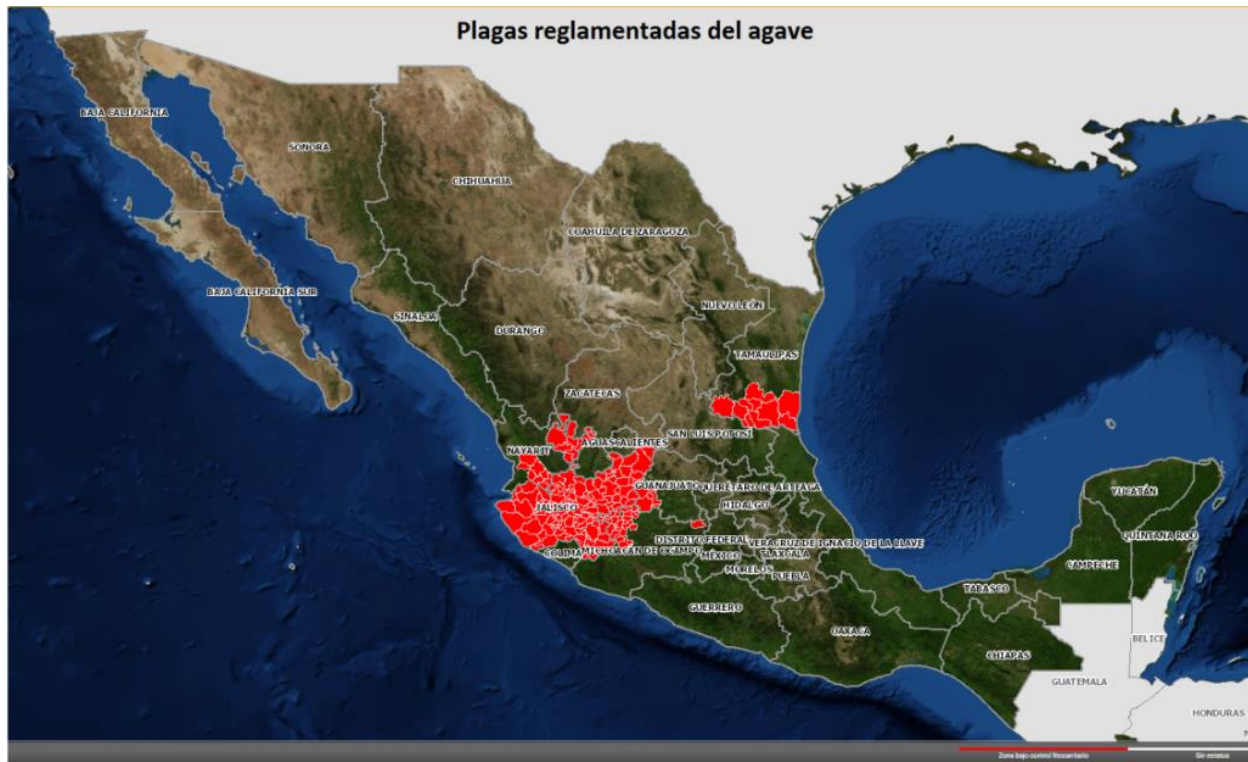 Plagas reglamentadas del agave
BAJA CALIFORNIA
SONORA
CHIHUAHUA
COAHUILA DE ZARAGOZA
BAJA CALIFORNIA SUR
SINALOA
NUEVO LEÓN
DURANGO
TAMAULIPAS
ZACATECAS
SAN LUIS POTOSÍ
AGUASCALIENTES
NAYARIT
GUANAJUATO
QUERÉTARO DE ARTEAGA
YUCATÁN
HIDALGO
JALISCO
QUINTANA ROO
DISTRITO FEDERAL
VERACRUZ DE IGNACIO DE LA LLAVE
COLIMA
MICHOACÁN DE OCAMPO
MÉXICO
TLAXCALA
CAMPECHE
MORELOS
PUEBLA
TABASCO
GUERRERO
OAXACA
BELICE
CHIAPAS
GUATEMALA
HONDURAS
Zona bajo control fitosanitario
Sin estatus